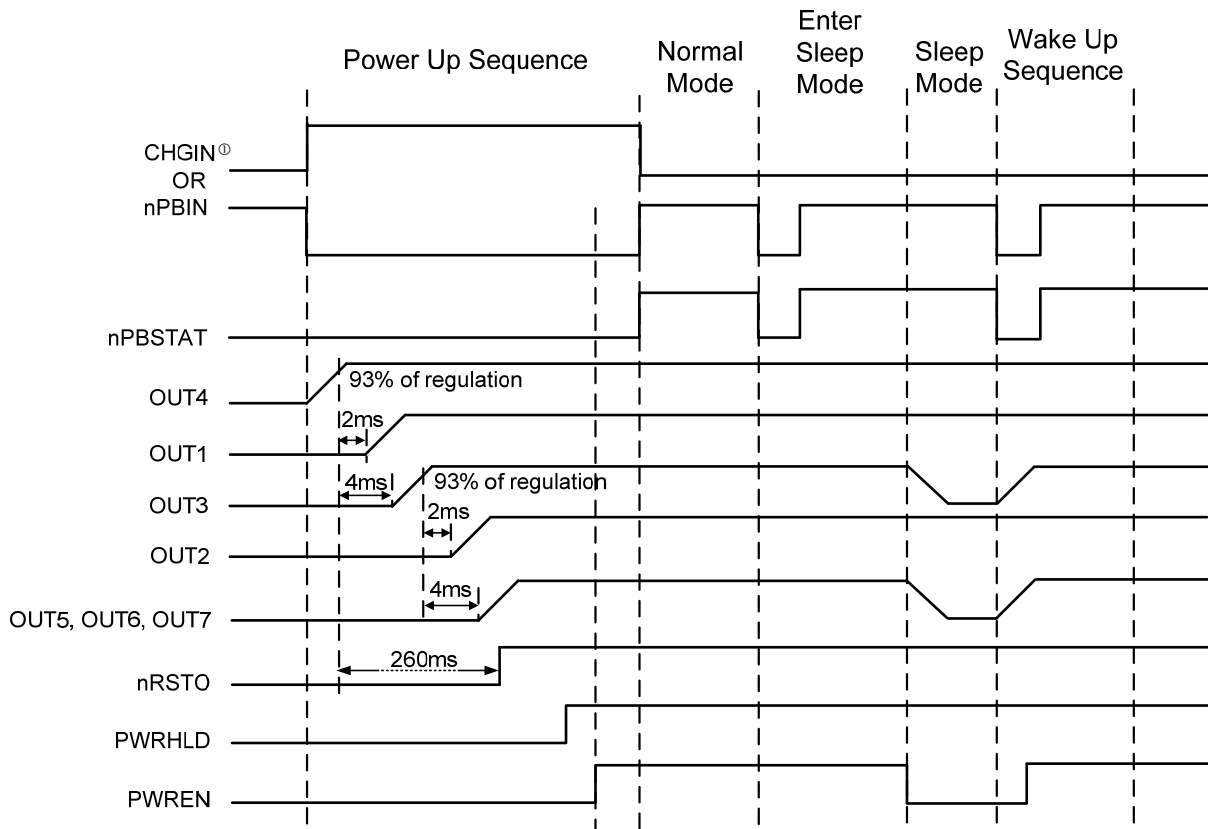 Power Up Sequence
Normal
Mode
Enter
Sleep
Mode
Sleep
Mode
Wake Up
Sequence
CHGIN①
OR
nPBIN
nPBSTAT
OUT4
93% of regulation
OUT1
2ms
OUT3
4ms
93% of regulation
OUT2
2ms
OUT5, OUT6, OUT7
4ms
nRSTO
260ms
PWRHLD
PWREN